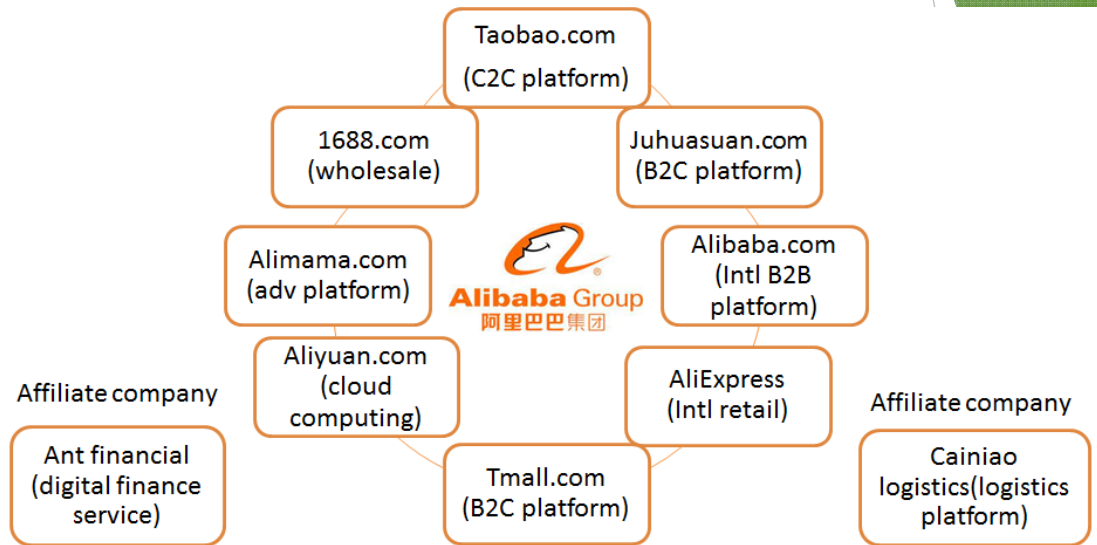 Taobao.com
(C2C platform)
1688.com
(wholesale)
Juhuasuan.com
(B2C platform)
Alimama.com
(adv platform)
Alibaba Group
阿里巴巴集团
Alibaba.com
(Intl B2B
platform)
Aliyuan.com
(cloud
computing)
AliExpress
(Intl retail)
Tmall.com
(B2C platform)
Affiliate company
Ant financial
(digital finance
service)
Affiliate company
Cainiao
logistics(logistics
platform)